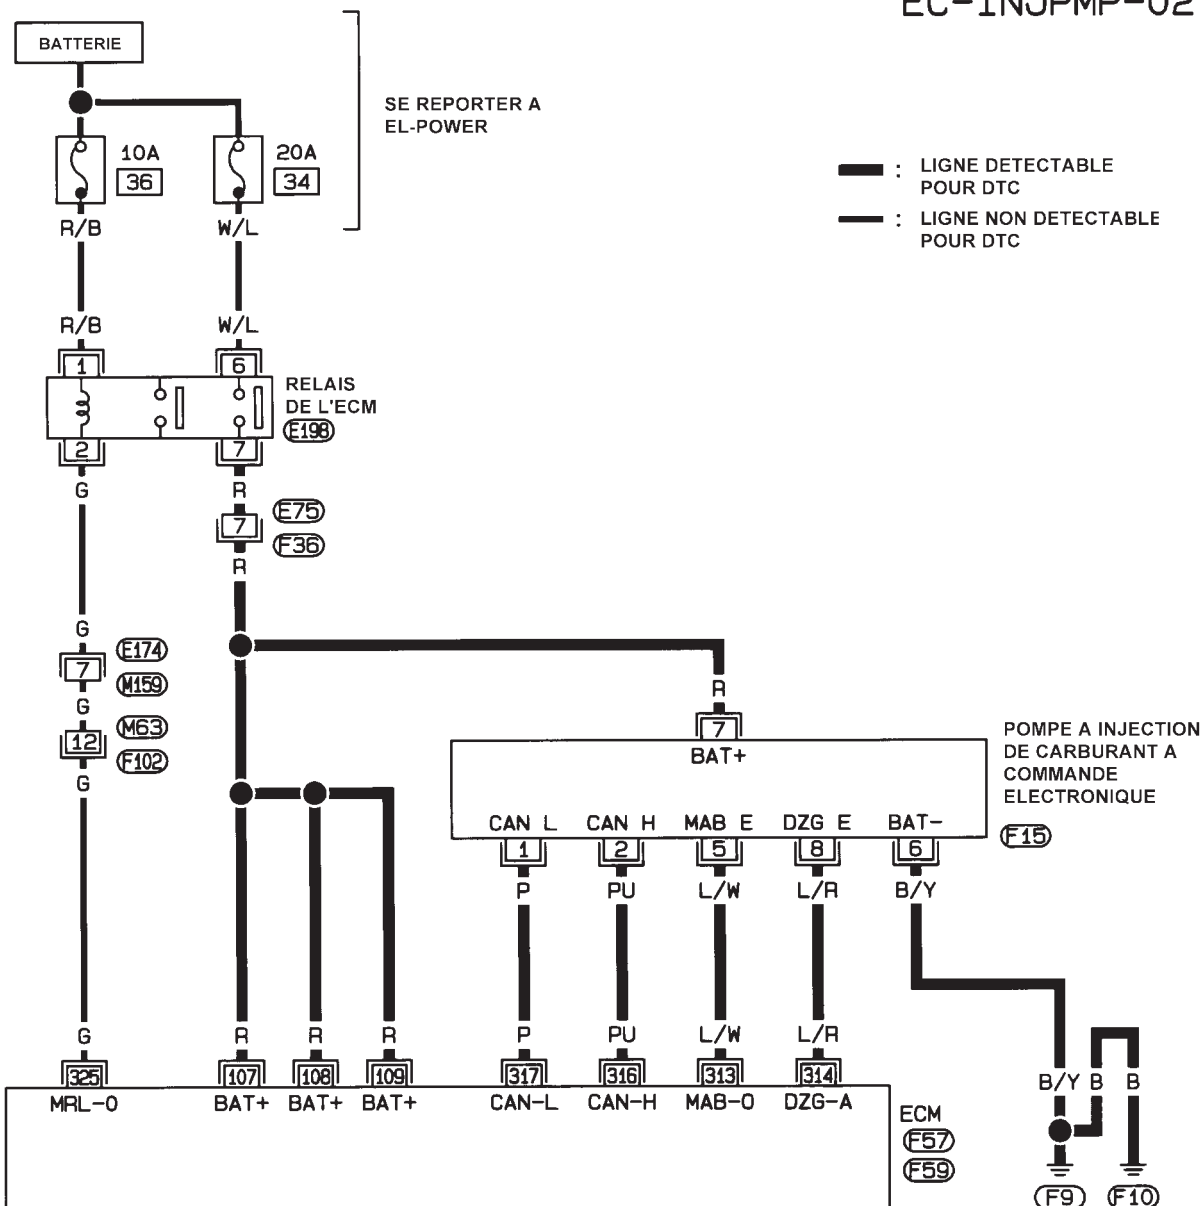 EC-INJPMP-02
BATTERIE
SE REPORTER A
EL-POWER
10A
36
20A
34
: LIGNE DETECTABLE
POUR DTC
: LIGNE NON DETECTABLE
POUR DTC
R/B W/L
R/B W/L
1 6
RELAIS
DE L'ECM
E198
2 7
G R
7
E75
F36
R
G
7
E174
M159
G
12
M63
F102
G
R
7
BAT+
POMPE A INJECTION
DE CARBURANT A
COMMANDE
ELECTRONIQUE
F15
CAN L CAN H MAB E DZG E BAT-
1 2 5 8 6
P PU L/W L/R B/Y
G R R R P PU L/W L/R
325 107 108 109 317 316 313 314
MRL-O BAT+ BAT+ BAT+ CAN-L CAN-H MAB-O DZG-A
B/Y B B
ECM
F57
F59
F9 F10